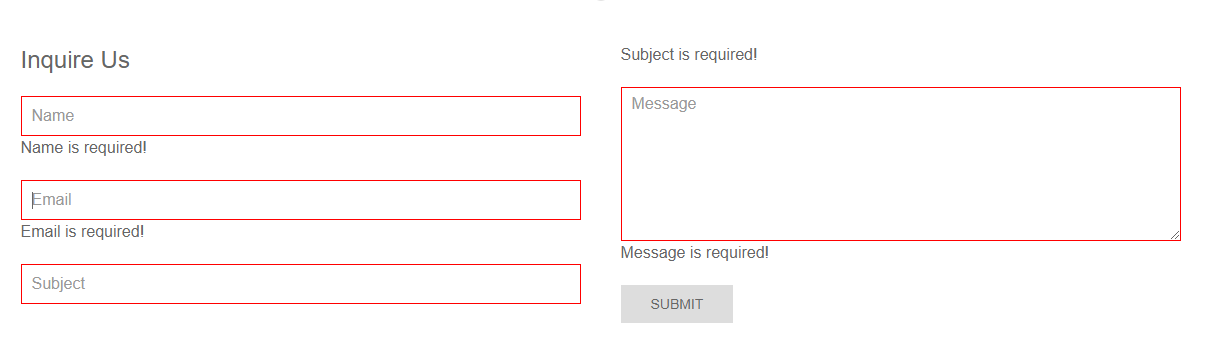 Inquire Us
Name
Name is required!
Email
Email is required!
Subject
Subject is required!
Message
Message is required!
SUBMIT